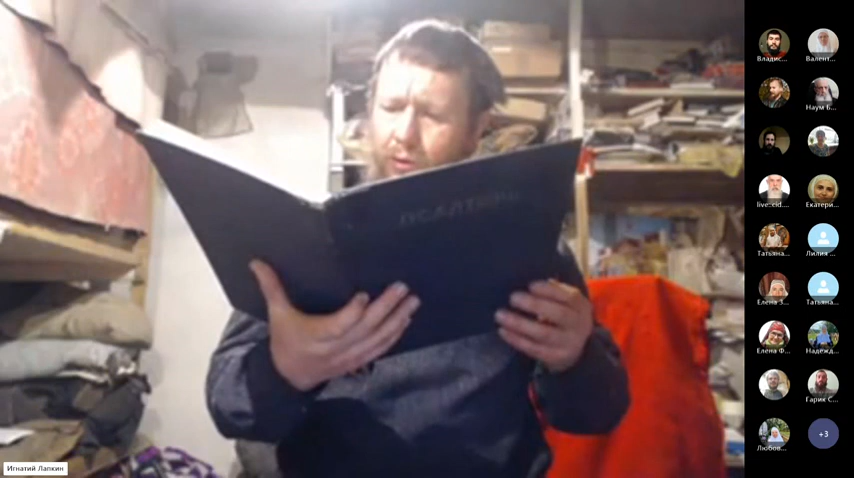 ПСАЛТИРЬ
Игнатий Лапкин
Владис...
Валент...
Наум Б...
live:.cid....
Екатери...
Татьяна...
Лилия ...
Елена З...
Татьяна...
Елена Ф...
Надежд...
Гарик С...
Любов...
+3